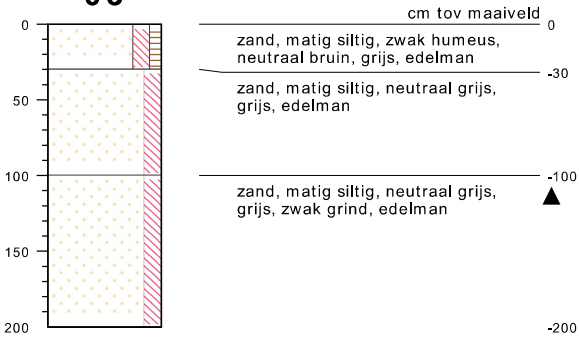 cm tov maaiveld
0
0
zand, matig siltig, zwak humeus,
neutraal bruin, grijs, edelman
-30
zand, matig siltig, neutraal grijs,
grijs, edelman
50
100
-100
zand, matig siltig, neutraal grijs,
grijs, zwak grind, edelman
150
200
-200